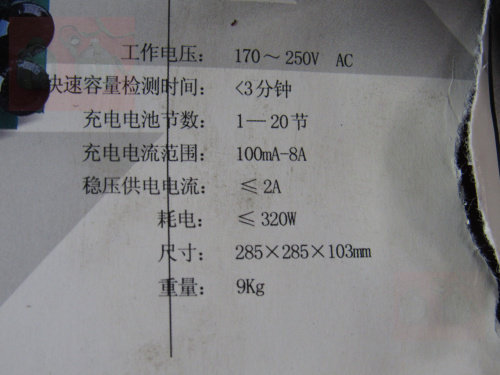 工作电压： 170～250V AC
快速容量检测时间： <3分钟
充电电池节数： 1—20节
充电电流范围： 100mA-8A
稳压供电电流： ≤2A
耗电： ≤320W
尺寸： 285×285×103mm
重量： 9Kg